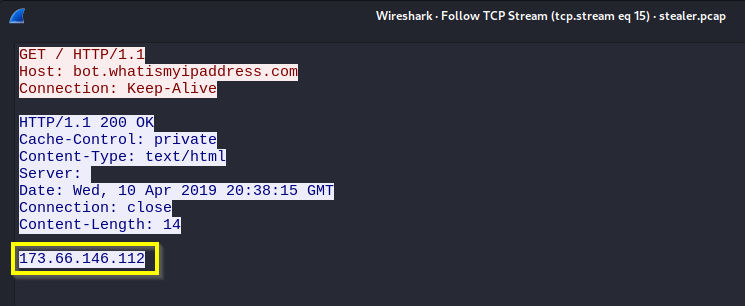 Wireshark · Follow TCP Stream (tcp.stream eq 15) · stealer.pcap
GET / HTTP/1.1
Host: bot.whatismyipaddress.com
Connection: Keep-Alive
HTTP/1.1 200 OK
Cache-Control: private
Content-Type: text/html
Server:
Date: Wed, 10 Apr 2019 20:38:15 GMT
Connection: close
Content-Length: 14
173.66.146.112